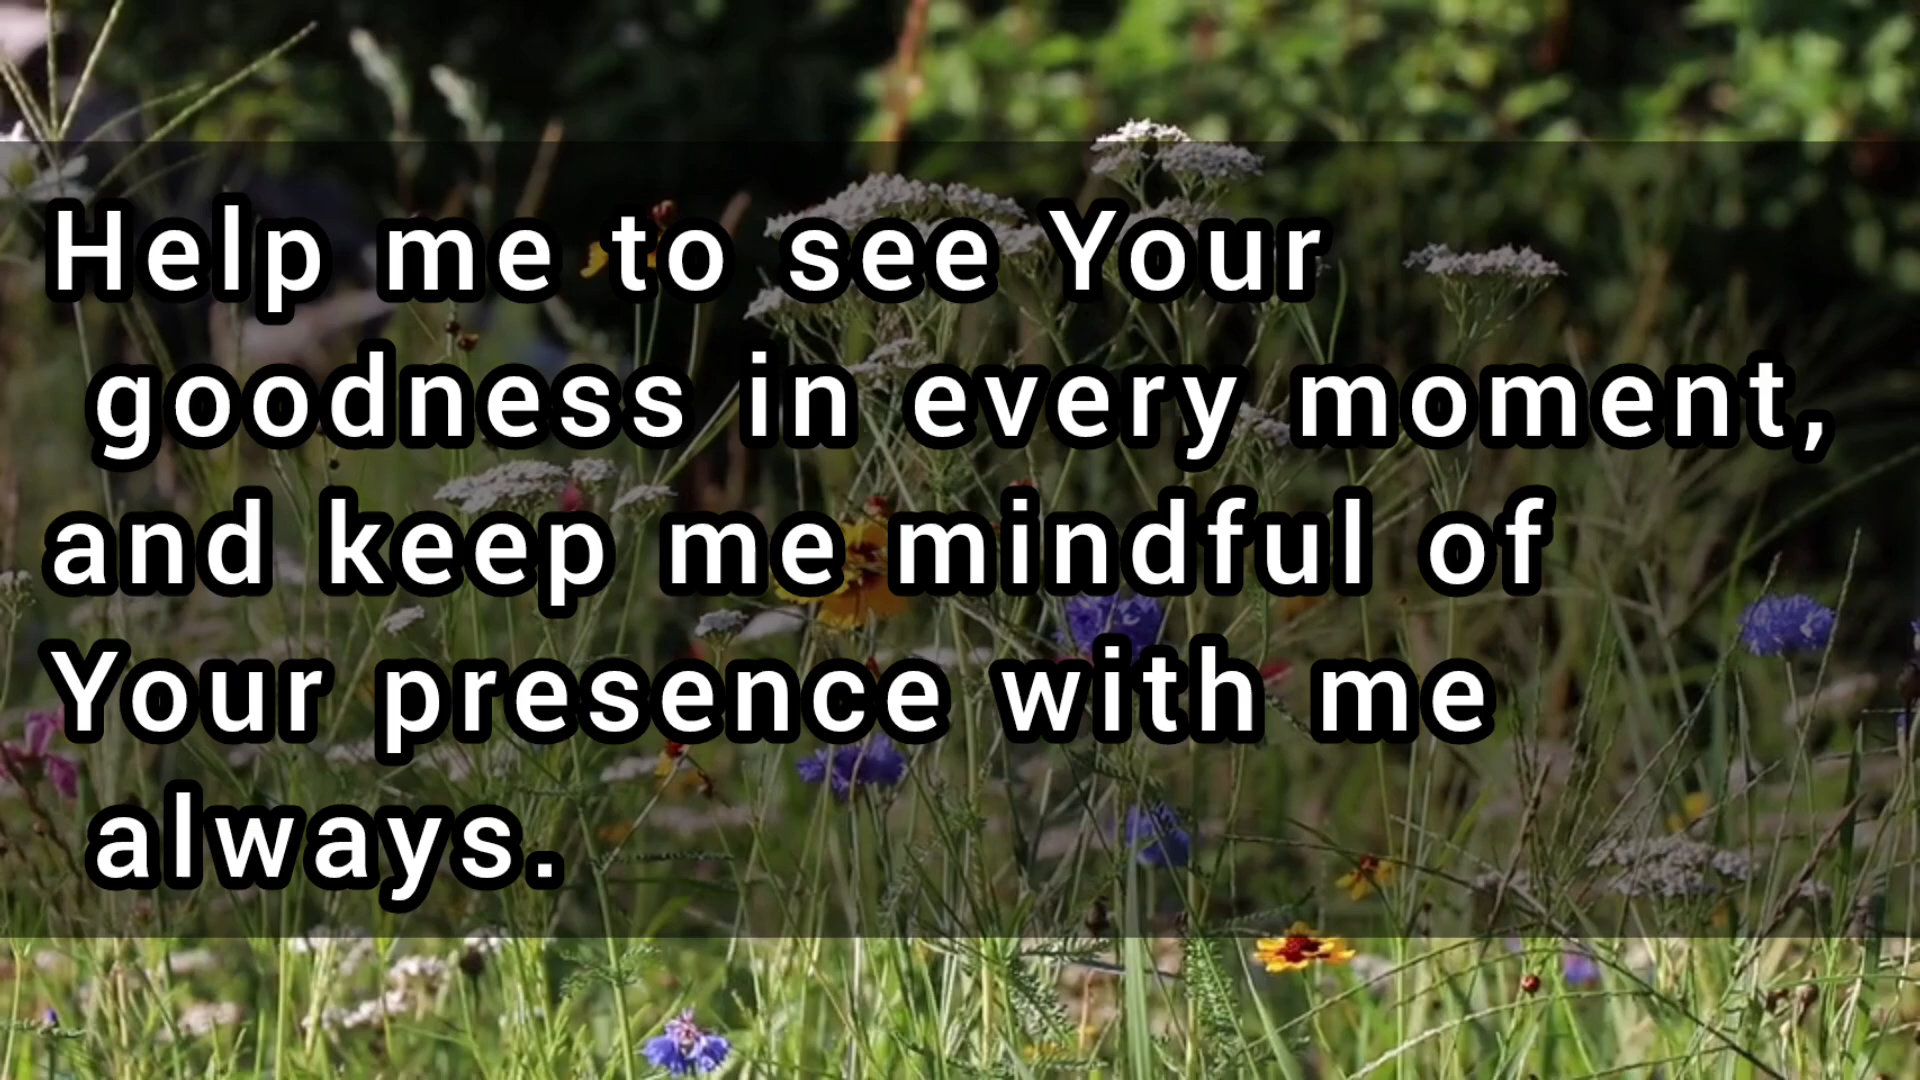 Help me to see Your
goodness in every moment,
and keep me mindful of
Your presence with me
always.